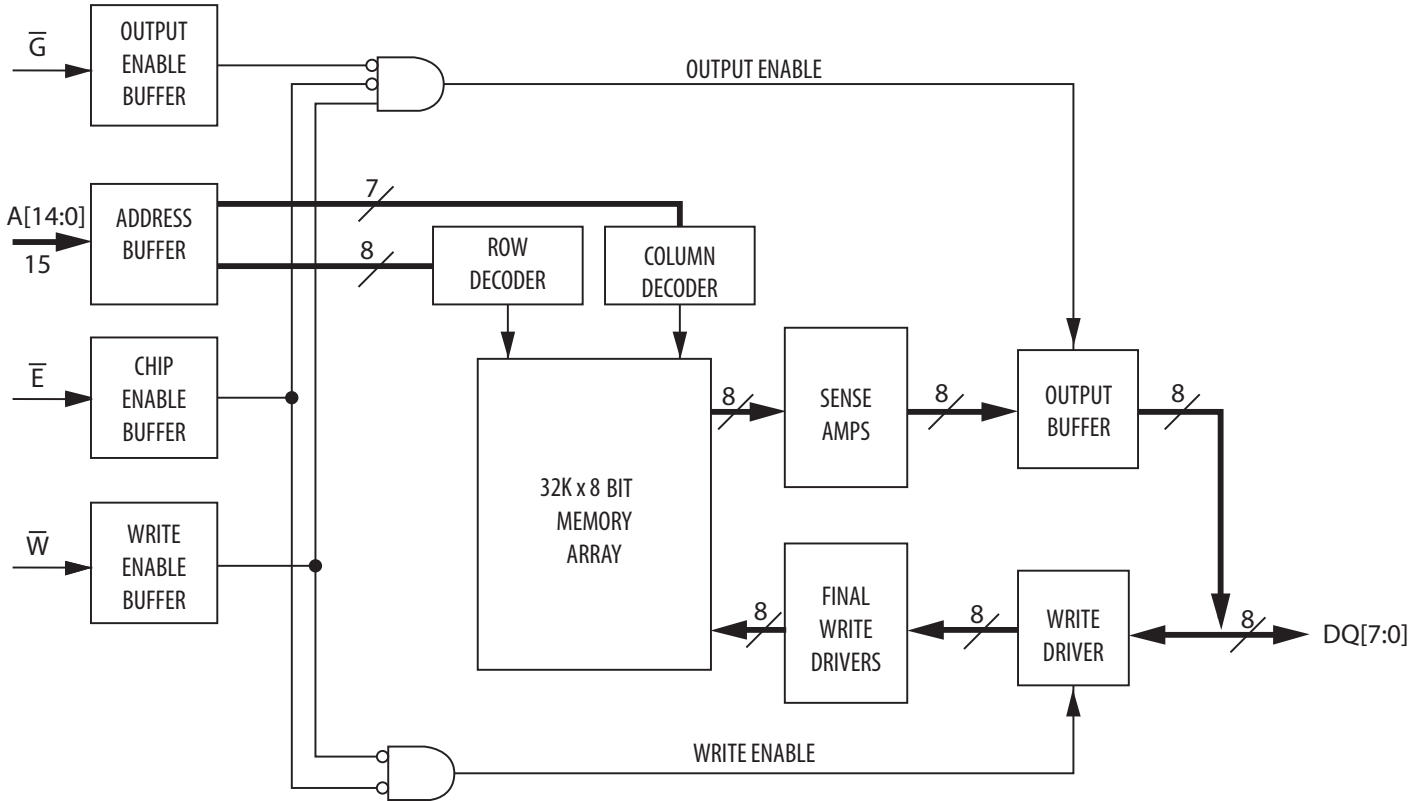 G̅
OUTPUT
ENABLE
BUFFER
OUTPUT ENABLE
A[14:0]
15
ADDRESS
BUFFER
7
8
ROW
DECODER
COLUMN
DECODER
E̅
CHIP
ENABLE
BUFFER
W̅
WRITE
ENABLE
BUFFER
32K x 8 BIT
MEMORY
ARRAY
8
SENSE
AMPS
8
OUTPUT
BUFFER
8
8
FINAL
WRITE
DRIVERS
8
WRITE
DRIVER
8
DQ[7:0]
WRITE ENABLE